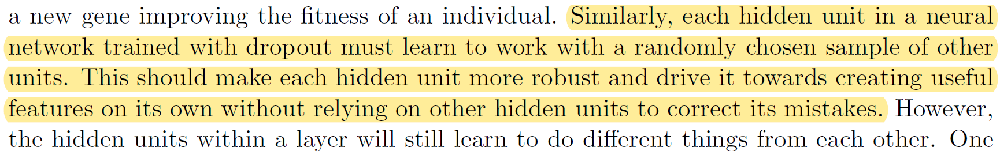 a new gene improving the fitness of an individual. Similarly, each hidden unit in a neural
network trained with dropout must learn to work with a randomly chosen sample of other
units. This should make each hidden unit more robust and drive it towards creating useful
features on its own without relying on other hidden units to correct its mistakes. However,
the hidden units within a layer will still learn to do different things from each other. One